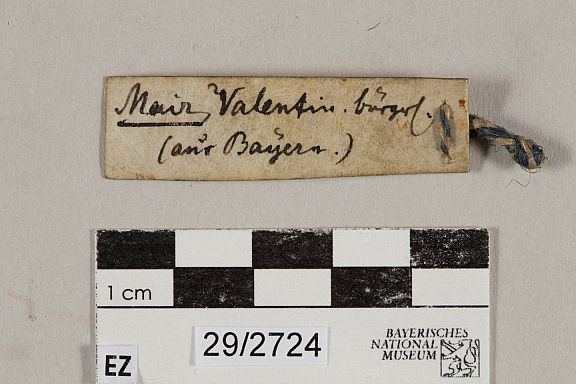 Mair, Valentin. bürgl.
(aus Bayern.)
1 cm
EZ
29/2724
BAYERISCHES
NATIONAL
MUSEUM